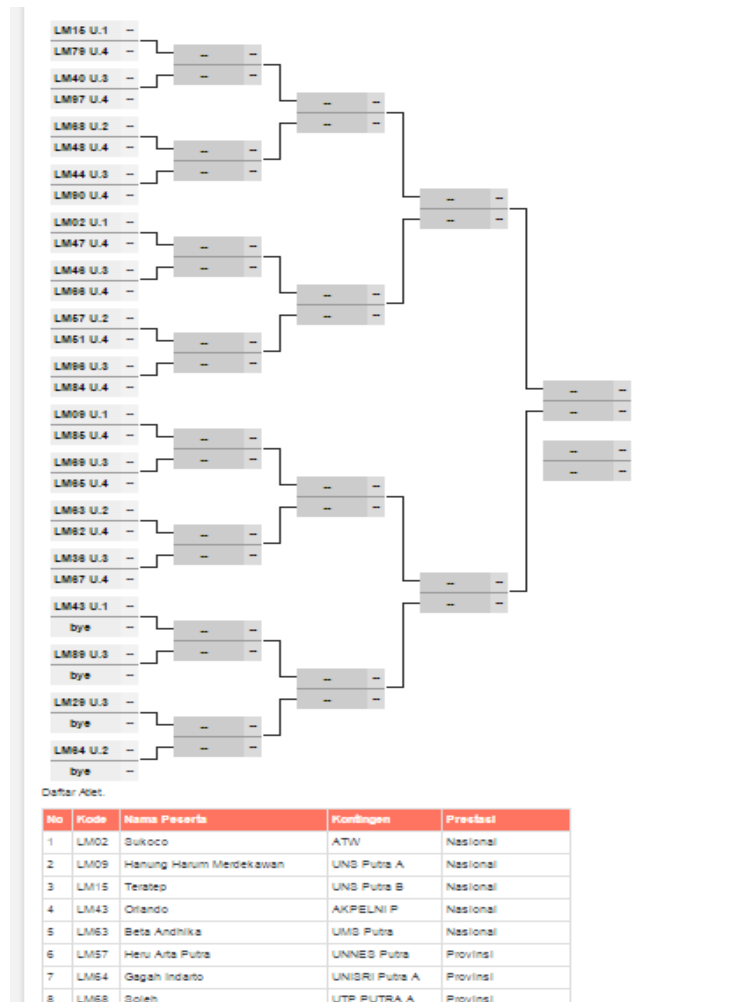 LM15 U.1 --
LM79 U.4 --
-- --
LM40 U.3 --
-- --
LM97 U.4 --
-- --
LM68 U.2 --
-- --
LM48 U.4 --
-- --
LM44 U.3 --
-- --
LM90 U.4 --
-- --
LM02 U.1 --
-- --
LM47 U.4 --
-- --
LM46 U.3 --
-- --
LM66 U.4 --
-- --
LM57 U.2 --
-- --
LM51 U.4 --
-- --
LM96 U.3 --
-- --
LM84 U.4 --
-- --
LM09 U.1 --
-- --
LM85 U.4 --
-- --
LM69 U.3 --
-- --
LM65 U.4 --
-- --
LM63 U.2 --
-- --
LM62 U.4 --
-- --
LM36 U.3 --
-- --
LM67 U.4 --
-- --
LM43 U.1 --
-- --
bye --
-- --
LM89 U.3 --
-- --
bye --
-- --
LM29 U.3 --
-- --
bye --
-- --
LM64 U.2 --
-- --
bye --
Daftar Atlet.
No Kode Nama Peserta Kontingen Prestasi
1 LM02 Sukoco ATW Nasional
2 LM09 Hanung Harum Merdekawan UNS Putra A Nasional
3 LM15 Teratep UNS Putra B Nasional
4 LM43 Orlando AKPELNI P Nasional
5 LM63 Beta Andhika UMS Putra Nasional
6 LM57 Heru Arta Putra UNNES Putra Provinsi
7 LM64 Gagah Indarto UNISRI Putra A Provinsi
8 LM68 Soleh UTP PUTRA A Provinsi